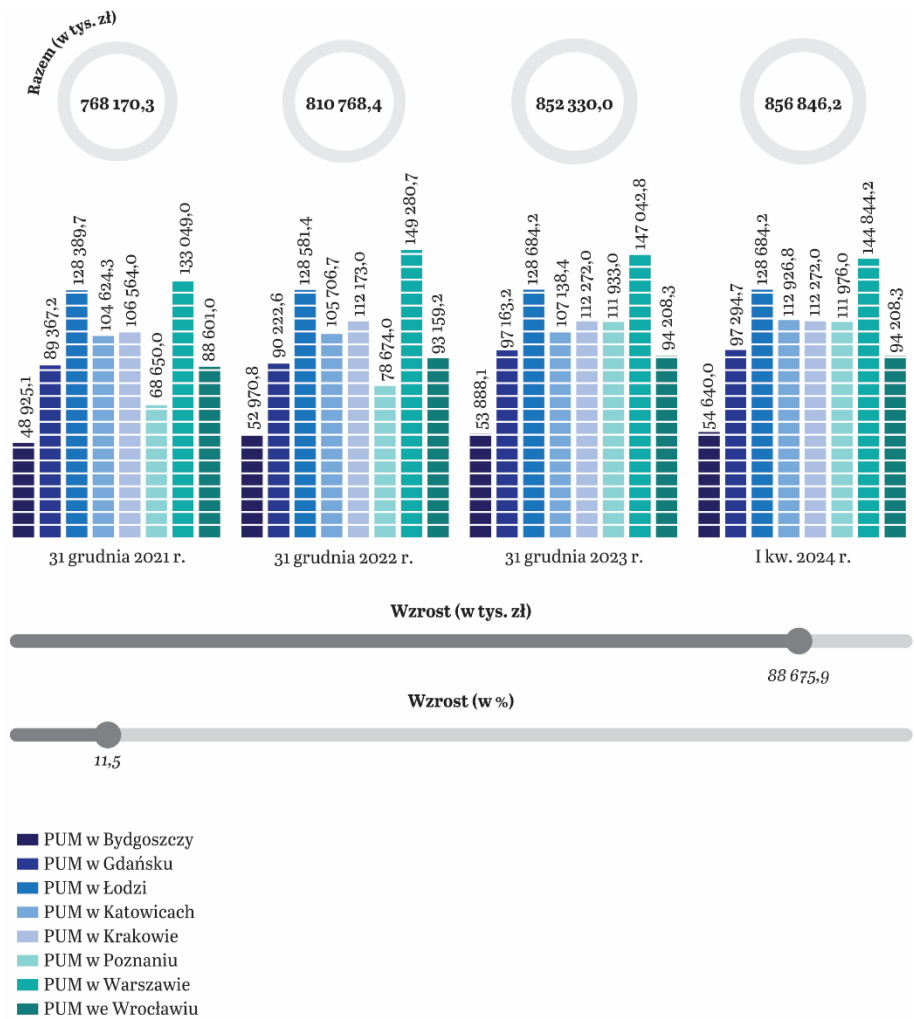 Razem (w tys. zł)
768 170,3
810 768,4
852 330,0
856 846,2
48 925,1
89 367,2
128 389,7
104 624,3
106 564,0
68 650,0
133 049,0
88 601,0
52 970,8
90 222,6
128 581,4
105 706,7
112 173,0
78 674,0
149 280,7
93 159,2
53 888,1
97 163,2
128 684,2
107 138,4
112 272,0
111 933,0
147 042,8
94 208,3
54 640,0
97 294,7
128 684,2
112 926,8
112 272,0
111 976,0
144 844,2
94 208,3
31 grudnia 2021 r.
31 grudnia 2022 r.
31 grudnia 2023 r.
I kw. 2024 r.
Wzrost (w tys. zł)
88 675,9
Wzrost (w %)
11,5
PUM w Bydgoszczy
PUM w Gdańsku
PUM w Łodzi
PUM w Katowicach
PUM w Krakowie
PUM w Poznaniu
PUM w Warszawie
PUM we Wrocławiu